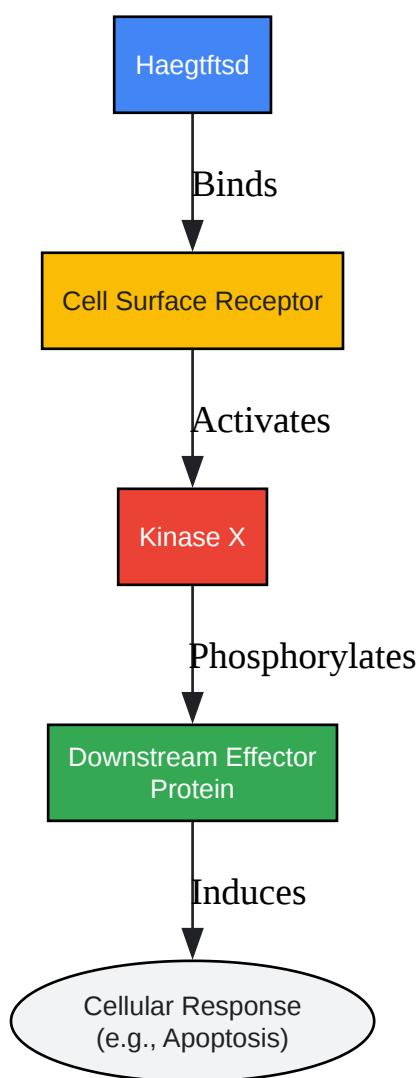 Haegtftsd
Binds
Cell Surface Receptor
Activates
Kinase X
Phosphorylates
Downstream Effector
Protein
Induces
Cellular Response
(e.g., Apoptosis)